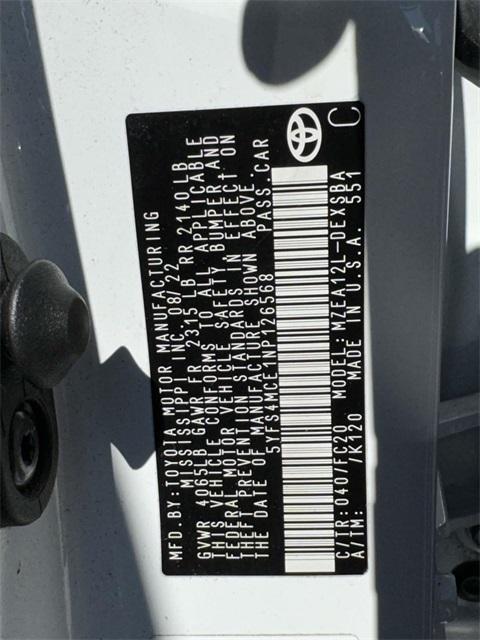 MFD.BY:TOYOTA MOTOR MANUFACTURING
MISSISSIPPI INC. 08/22
GVWR 4065LB GAWR FR 2315 LB RR 2140LB
THIS VEHICLE CONFORMS TO ALL APPLICABLE
FEDERAL MOTOR VEHICLE SAFETY, BUMPER, AND
THEFT PREVENTION STANDARDS IN EFFECT ON
THE DATE OF MANUFACTURE SHOWN ABOVE.
5YFS4MCE1NP126568 PASS.CAR
C/TR: 040/FC20 MODEL: MZEA12L-DEXSBA
A/TM: /K120 MADE IN U.S.A. 551
C